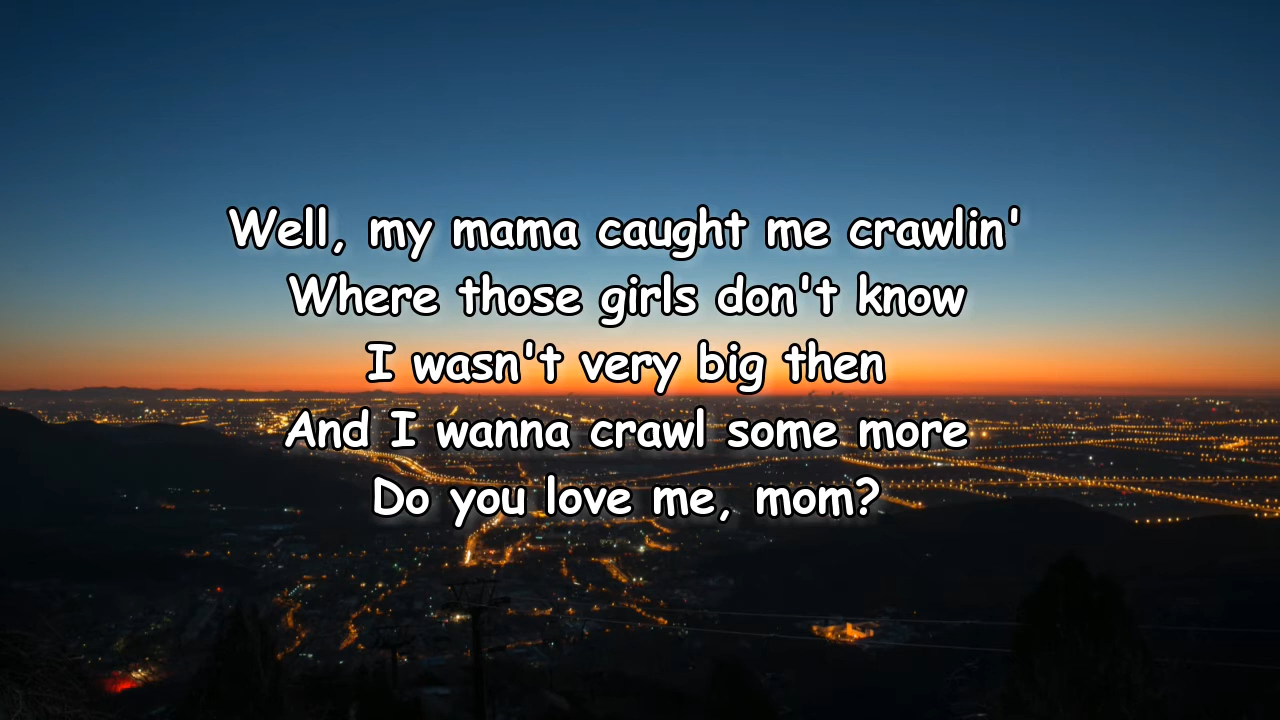 Well, my mama caught me crawlin'
Where those girls don't know
I wasn't very big then
And I wanna crawl some more
Do you love me, mom?